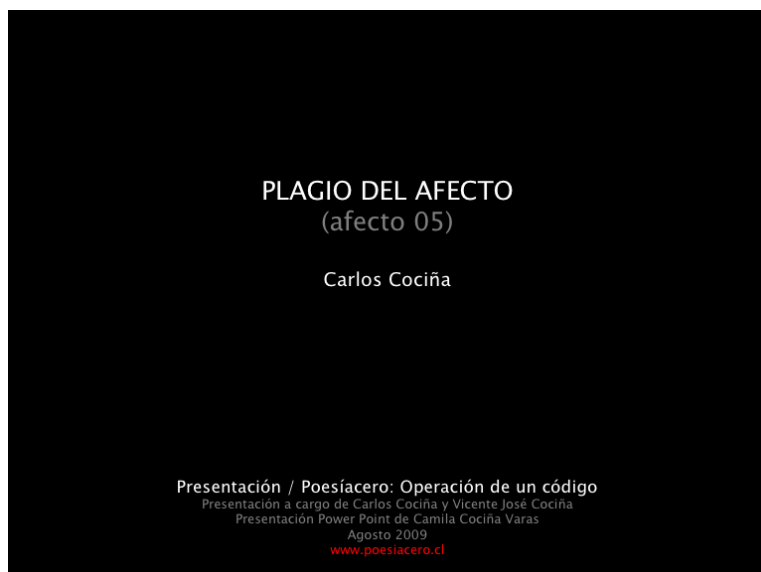 PLAGIO DEL AFECTO
(afecto 05)
Carlos Cociña
Presentación / Poesíacero: Operación de un código
Presentación a cargo de Carlos Cociña y Vicente José Cociña
Presentación Power Point de Camila Cociña Varas
Agosto 2009
www.poesiacero.cl